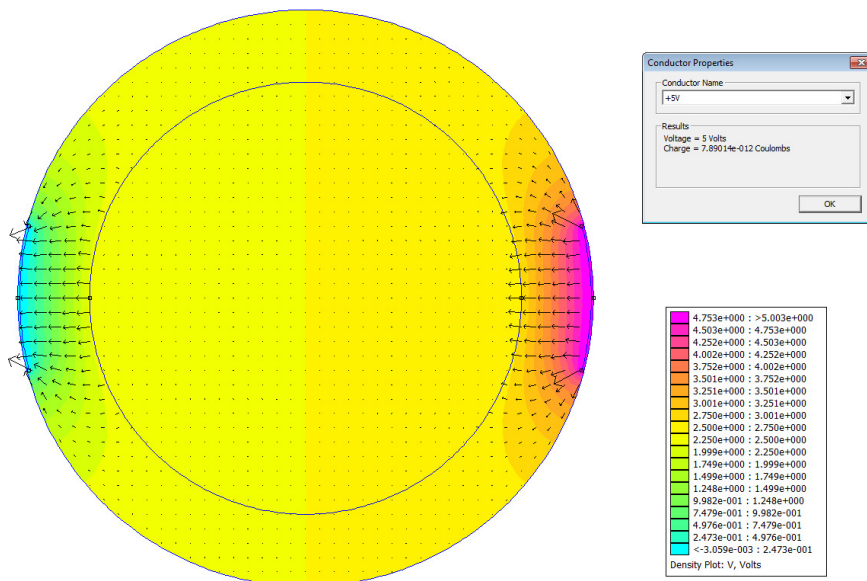 Conductor Properties
Conductor Name
+5V
Results
Voltage = 5 Volts
Charge = 7.89014e-012 Coulombs
OK
4.753e+000 : >5.003e+000
4.503e+000 : 4.753e+000
4.252e+000 : 4.503e+000
4.002e+000 : 4.252e+000
3.752e+000 : 4.002e+000
3.501e+000 : 3.752e+000
3.251e+000 : 3.501e+000
3.001e+000 : 3.251e+000
2.750e+000 : 3.001e+000
2.500e+000 : 2.750e+000
2.250e+000 : 2.500e+000
1.999e+000 : 2.250e+000
1.749e+000 : 1.999e+000
1.499e+000 : 1.749e+000
1.248e+000 : 1.499e+000
9.982e-001 : 1.248e+000
7.479e-001 : 9.982e-001
4.976e-001 : 7.479e-001
2.473e-001 : 4.976e-001
<-3.059e-003 : 2.473e-001
Density Plot: V, Volts